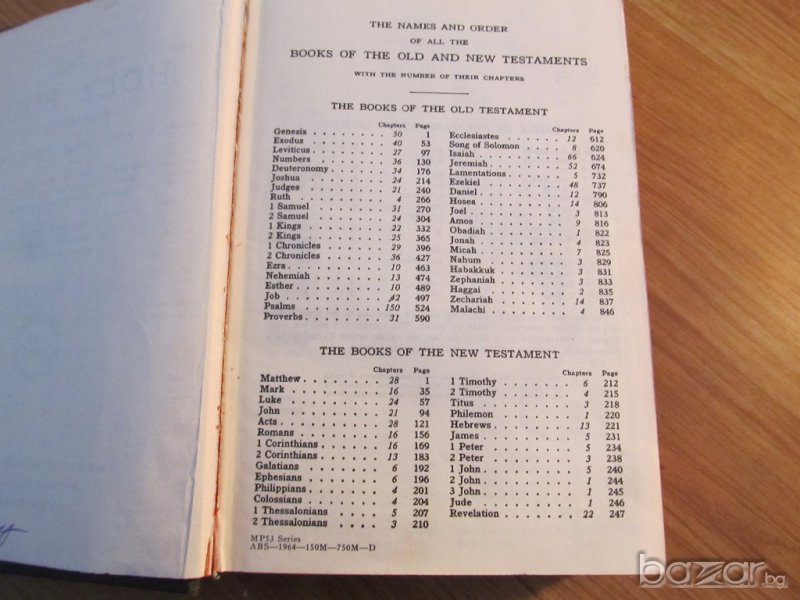 THE NAMES AND ORDER
OF ALL THE
BOOKS OF THE OLD AND NEW TESTAMENTS
WITH THE NUMBER OF THEIR CHAPTERS
THE BOOKS OF THE OLD TESTAMENT
Chapters Page
Genesis 50 1
Exodus 40 53
Leviticus 27 97
Numbers 36 130
Deuteronomy 34 176
Joshua 24 214
Judges 21 240
Ruth 4 266
1 Samuel 31 270
2 Samuel 24 304
1 Kings 22 332
2 Kings 25 365
1 Chronicles 29 396
2 Chronicles 36 427
Ezra 10 463
Nehemiah 13 474
Esther 10 489
Job 42 497
Psalms 150 524
Proverbs 31 590
Chapters Page
Ecclesiastes 12 612
Song of Solomon 8 620
Isaiah 66 624
Jeremiah 52 674
Lamentations 5 732
Ezekiel 48 737
Daniel 12 790
Hosea 14 806
Joel 3 813
Amos 9 816
Obadiah 1 822
Jonah 4 823
Micah 7 825
Nahum 3 829
Habakkuk 3 831
Zephaniah 3 833
Haggai 2 835
Zechariah 14 837
Malachi 4 846
THE BOOKS OF THE NEW TESTAMENT
Chapters Page
Matthew 28 1
Mark 16 35
Luke 24 57
John 21 94
Acts 28 121
Romans 16 156
1 Corinthians 16 169
2 Corinthians 13 183
Galatians 6 192
Ephesians 6 196
Philippians 4 201
Colossians 4 204
1 Thessalonians 5 207
2 Thessalonians 3 210
Chapters Page
1 Timothy 6 212
2 Timothy 4 215
Titus 3 218
Philemon 1 220
Hebrews 13 221
James 5 231
1 Peter 5 234
2 Peter 3 238
1 John 5 240
2 John 1 244
3 John 1 245
Jude 1 246
Revelation 22 247
MP53 Series
ABS—1964—150M—750M—D
bazar.bg